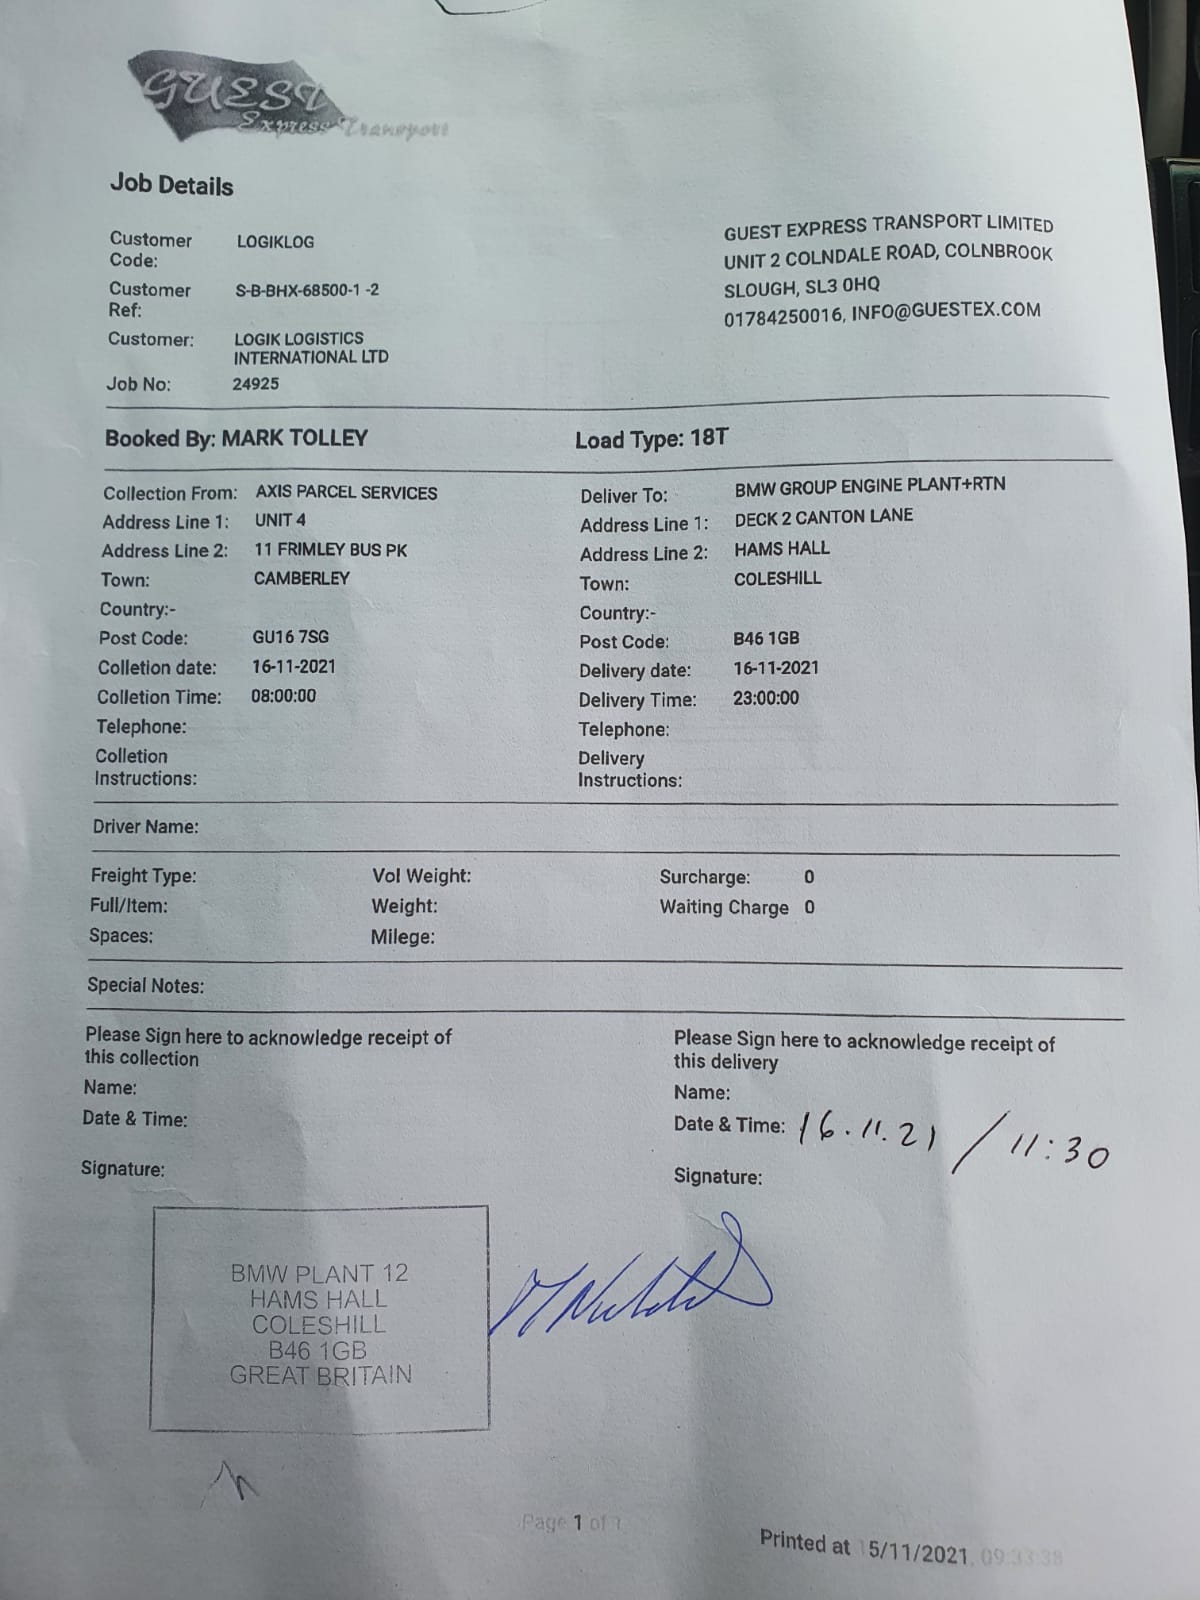 GUEST
Express Transport
Job Details
Customer Code: LOGIKLOG
Customer Ref: S-B-BHX-68500-1 -2
Customer: LOGIK LOGISTICS INTERNATIONAL LTD
Job No: 24925
GUEST EXPRESS TRANSPORT LIMITED
UNIT 2 COLNDALE ROAD, COLNBROOK
SLOUGH, SL3 0HQ
01784250016, INFO@GUESTEX.COM
Booked By: MARK TOLLEY
Load Type: 18T
Collection From: AXIS PARCEL SERVICES
Address Line 1: UNIT 4
Address Line 2: 11 FRIMLEY BUS PK
Town: CAMBERLEY
Country:-
Post Code: GU16 7SG
Colletion date: 16-11-2021
Colletion Time: 08:00:00
Telephone:
Colletion
Instructions:
Deliver To: BMW GROUP ENGINE PLANT+RTN
Address Line 1: DECK 2 CANTON LANE
Address Line 2: HAMS HALL
Town: COLESHILL
Country:-
Post Code: B46 1GB
Delivery date: 16-11-2021
Delivery Time: 23:00:00
Telephone:
Delivery
Instructions:
Driver Name:
Freight Type: Vol Weight: Surcharge: 0
Full/Item: Weight: Waiting Charge 0
Spaces: Milege:
Special Notes:
Please Sign here to acknowledge receipt of
this collection
Name:
Date & Time:
Signature:
Please Sign here to acknowledge receipt of
this delivery
Name:
Date & Time: 16.11.21 / 11:30
Signature:
BMW PLANT 12
HAMS HALL
COLESHILL
B46 1GB
GREAT BRITAIN
Page 1 of 1
Printed at 15/11/2021, 09:33:38